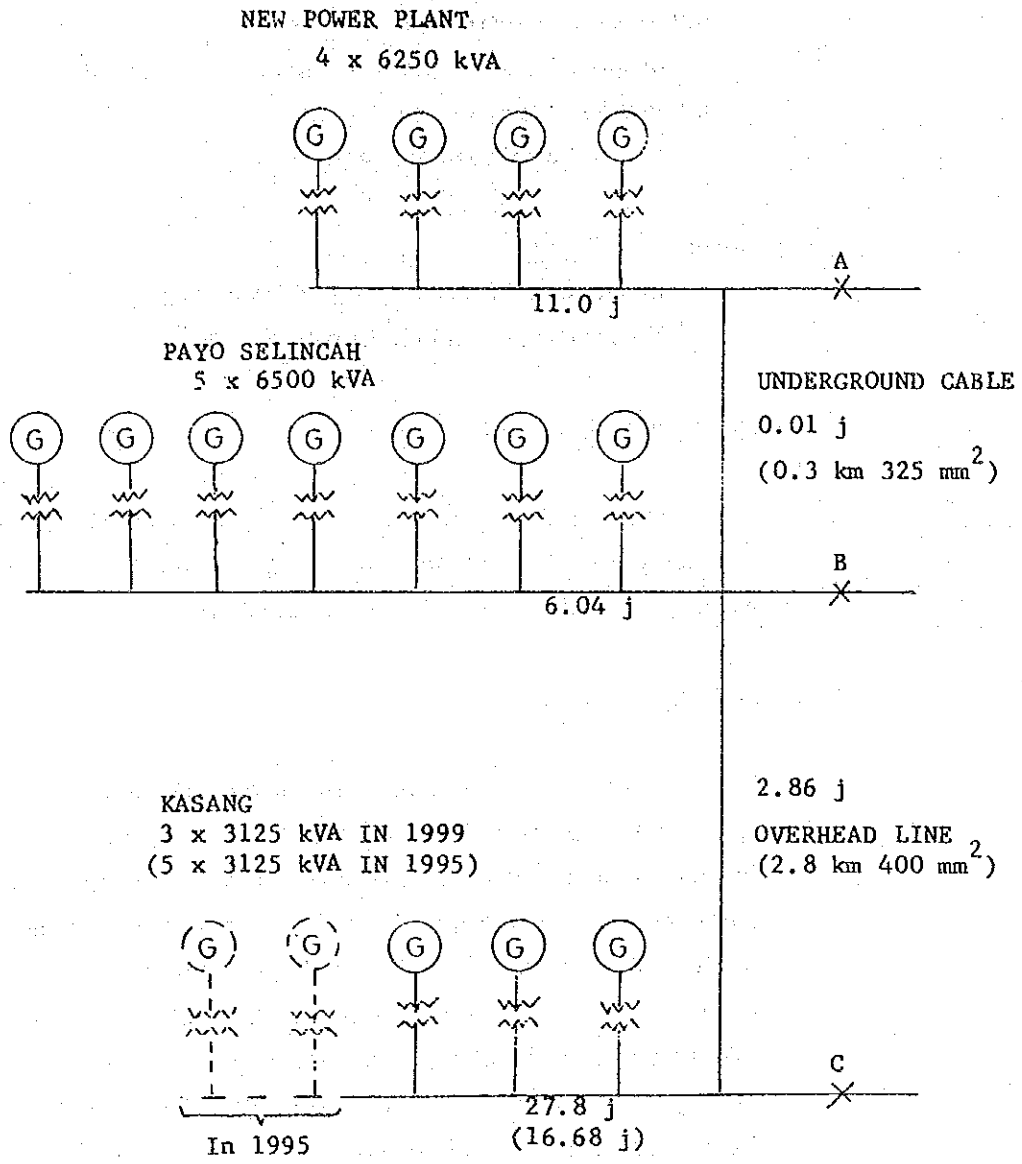 NEW POWER PLANT
4 x 6250 kVA
G G G G
A
11.0 j
PAYO SELINCAH
5 x 6500 kVA
UNDERGROUND CABLE
0.01 j
(0.3 km 325 mm²)
G G G G G G G
B
6.04 j
2.86 j
OVERHEAD LINE
(2.8 km 400 mm²)
KASANG
3 x 3125 kVA IN 1999
(5 x 3125 kVA IN 1995)
G G G G G
C
27.8 j
(16.68 j)
In 1995